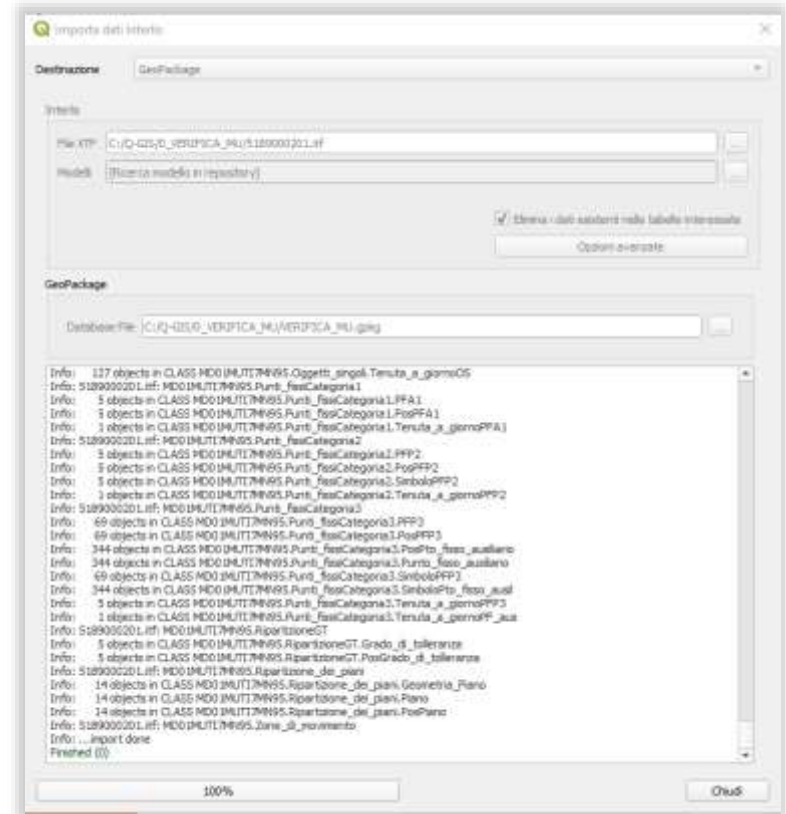 Importa dati Interlis
Destinazione GeoPackage
Interlis
File XTF C:/Q-GIS/0_VERIFICA_MU/5189000201.itf ...
Modelli [Ricerca modello in repository] ...
Elimina i dati esistenti nelle tabelle interessate
Opzioni avanzate
GeoPackage
Database File C:/Q-GIS/0_VERIFICA_MU/VERIFICA_MU.gpkg ...
Info: 127 objects in CLASS MD01MUTI7MN95.Oggetti_singoli.Tenuta_a_giornoOS
Info: 5189000201.itf: MD01MUTI7MN95.Punti_fissiCategoria1
Info: 5 objects in CLASS MD01MUTI7MN95.Punti_fissiCategoria1.PFA1
Info: 5 objects in CLASS MD01MUTI7MN95.Punti_fissiCategoria1.PosPFA1
Info: 1 objects in CLASS MD01MUTI7MN95.Punti_fissiCategoria1.Tenuta_a_giornoPFA1
Info: 5189000201.itf: MD01MUTI7MN95.Punti_fissiCategoria2
Info: 5 objects in CLASS MD01MUTI7MN95.Punti_fissiCategoria2.PFP2
Info: 5 objects in CLASS MD01MUTI7MN95.Punti_fissiCategoria2.PosPFP2
Info: 5 objects in CLASS MD01MUTI7MN95.Punti_fissiCategoria2.SimboloPFP2
Info: 1 objects in CLASS MD01MUTI7MN95.Punti_fissiCategoria2.Tenuta_a_giornoPFP2
Info: 5189000201.itf: MD01MUTI7MN95.Punti_fissiCategoria3
Info: 69 objects in CLASS MD01MUTI7MN95.Punti_fissiCategoria3.PFP3
Info: 69 objects in CLASS MD01MUTI7MN95.Punti_fissiCategoria3.PosPFP3
Info: 344 objects in CLASS MD01MUTI7MN95.Punti_fissiCategoria3.PosPto_fisso_ausiliario
Info: 344 objects in CLASS MD01MUTI7MN95.Punti_fissiCategoria3.Punto_fisso_ausiliario
Info: 69 objects in CLASS MD01MUTI7MN95.Punti_fissiCategoria3.SimboloPFP3
Info: 344 objects in CLASS MD01MUTI7MN95.Punti_fissiCategoria3.SimboloPto_fisso_ausil
Info: 5 objects in CLASS MD01MUTI7MN95.Punti_fissiCategoria3.Tenuta_a_giornoPFP3
Info: 1 objects in CLASS MD01MUTI7MN95.Punti_fissiCategoria3.Tenuta_a_giornoPF_aus
Info: 5189000201.itf: MD01MUTI7MN95.RipartizioneGT
Info: 5 objects in CLASS MD01MUTI7MN95.RipartizioneGT.Grado_di_tolleranza
Info: 5 objects in CLASS MD01MUTI7MN95.RipartizioneGT.PosGrado_di_tolleranza
Info: 5189000201.itf: MD01MUTI7MN95.Ripartizione_dei_piani
Info: 14 objects in CLASS MD01MUTI7MN95.Ripartizione_dei_piani.Geometria_Piano
Info: 14 objects in CLASS MD01MUTI7MN95.Ripartizione_dei_piani.Piano
Info: 14 objects in CLASS MD01MUTI7MN95.Ripartizione_dei_piani.PosPiano
Info: 5189000201.itf: MD01MUTI7MN95.Zone_di_movimento
Info: ...import done
Finished (0)
100% Chiudi